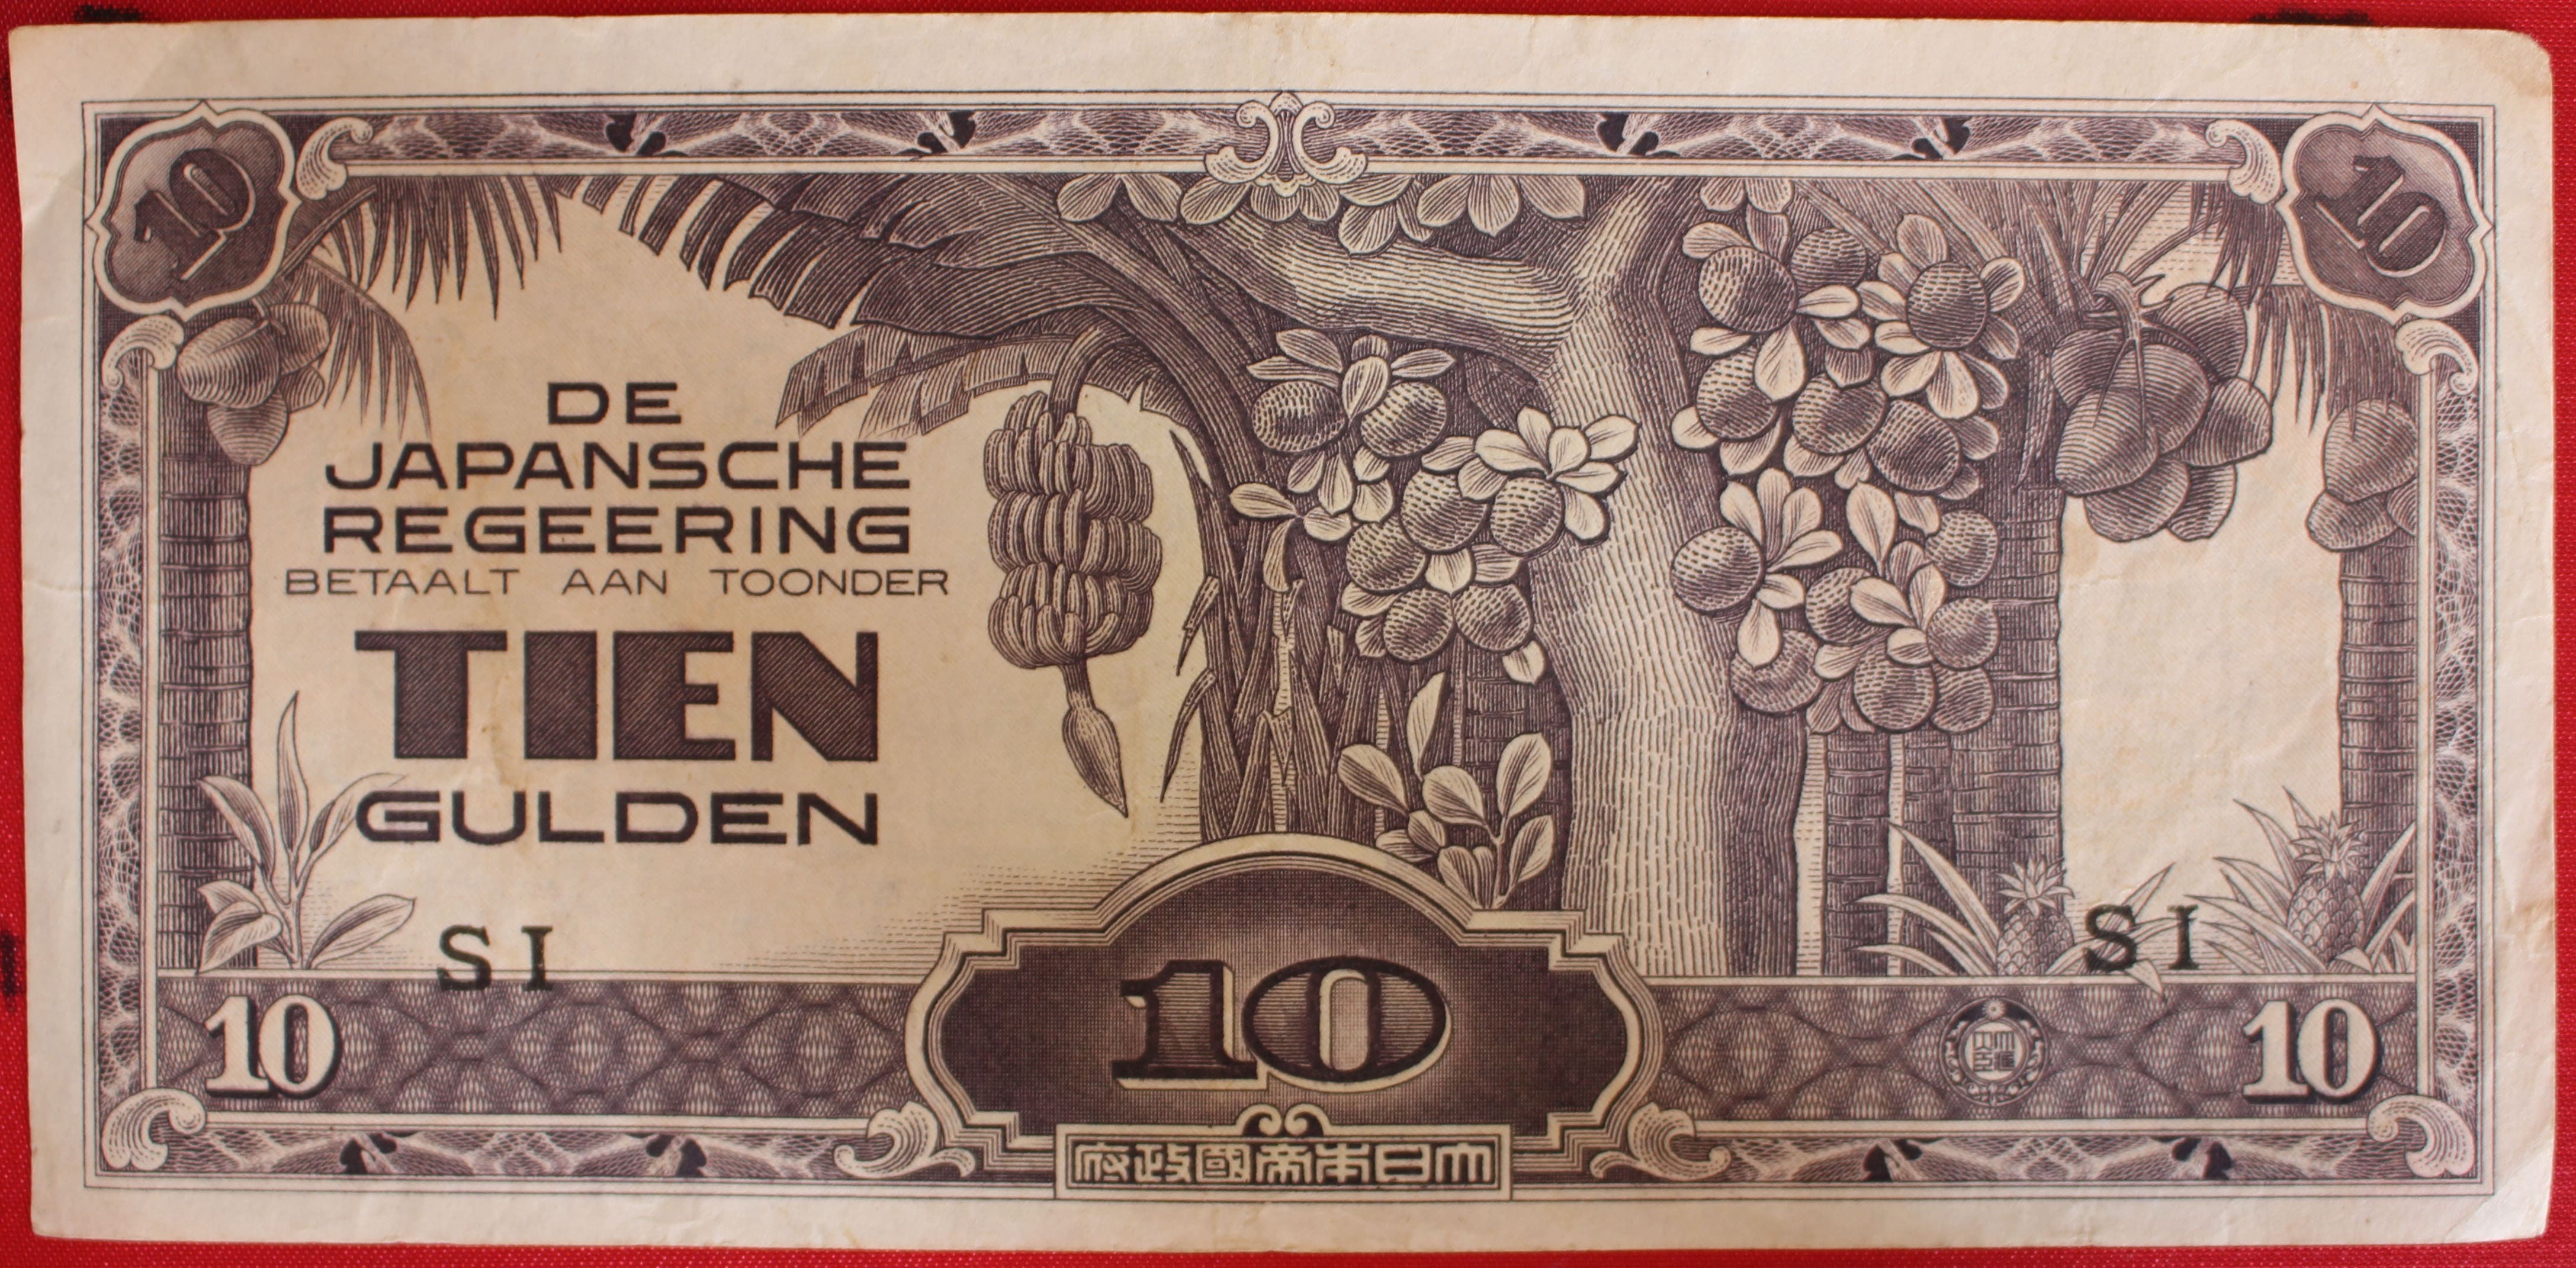 10 10
DE
JAPANSCHE
REGEERING
BETAALT AAN TOONDER
TIEN
GULDEN
SI SI
10 10 10
府政國帝本日大